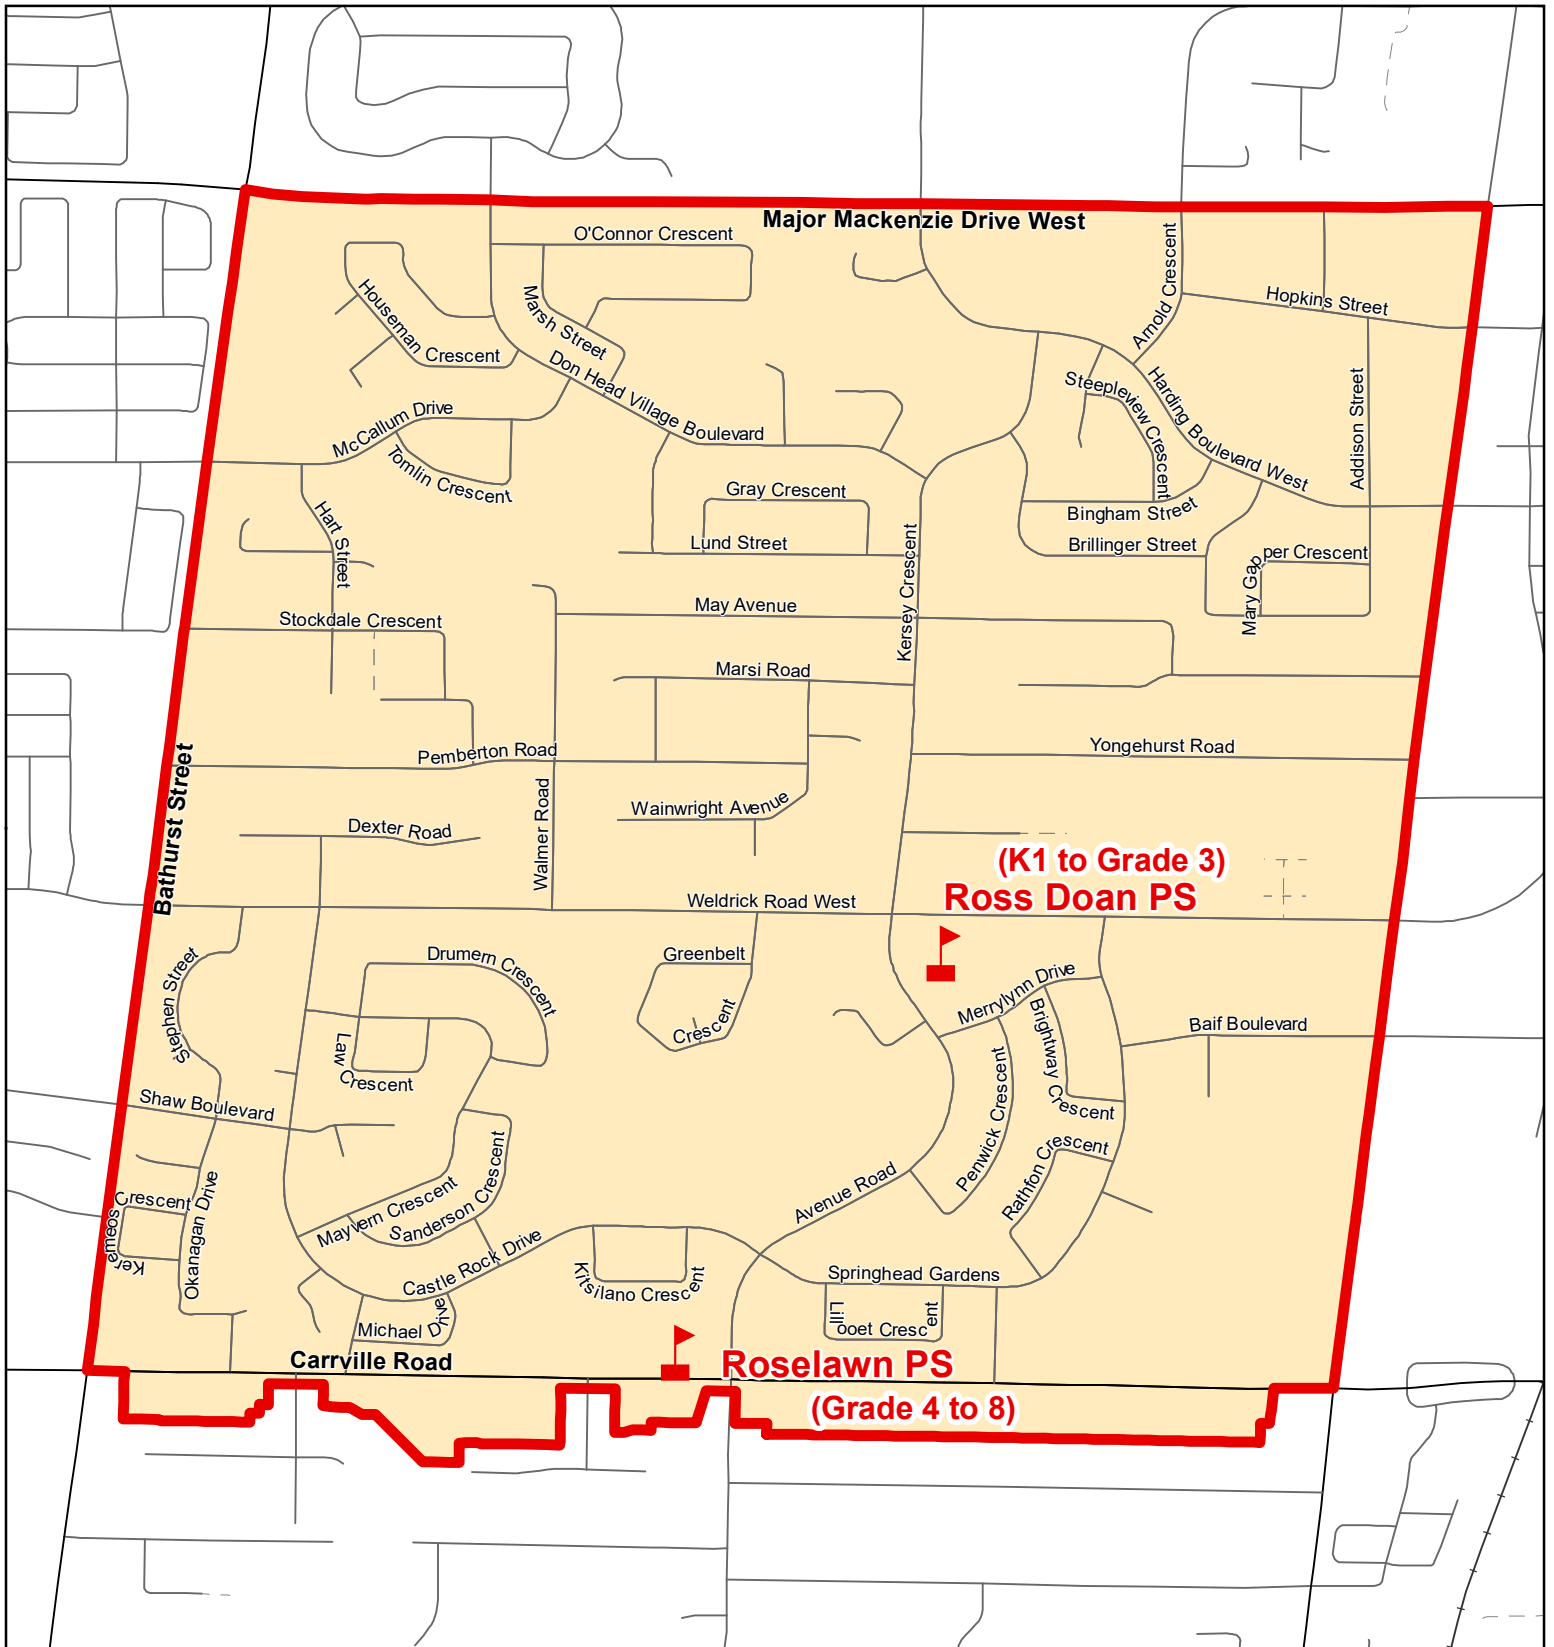 Major Mackenzie Drive West
O'Connor Crescent
Arnold Crescent
Houseman Crescent
Marsh Street
Hopkins Street
Don Head Village Boulevard
Steepleview Crescent
Harding Boulevard West
Addison Street
McCallum Drive
Tomlin Crescent
Gray Crescent
Bingham Street
Hart Street
Lund Street
Kersey Crescent
Brillinger Street
Mary Gapper Crescent
May Avenue
Stockdale Crescent
Marsi Road
Pemberton Road
Yongehurst Road
Bathurst Street
Walmer Road
Wainwright Avenue
Dexter Road
(K1 to Grade 3)
Ross Doan PS
Weldrick Road West
Stephen Street
Drumern Crescent
Greenbelt
Crescent
Merrylynn Drive
Brightway Crescent
Baif Boulevard
Law
Crescent
Penwick Crescent
Shaw Boulevard
Rathfon Crescent
Keremeos Crescent
Okanagan Drive
Mayvern Crescent
Sanderson Crescent
Avenue Road
Castle Rock Drive
Kitsilano Crescent
Springhead Gardens
Lillooet Crescent
Michael Drive
Carrville Road
Roselawn PS
(Grade 4 to 8)